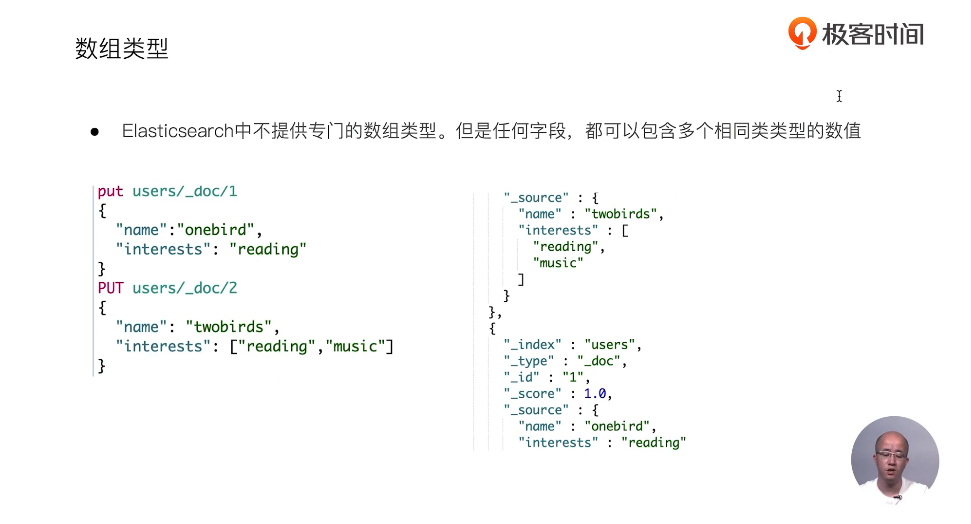 数组类型
极客时间
● Elasticsearch中不提供专门的数组类型。但是任何字段，都可以包含多个相同类类型的数值
put users/_doc/1
{
"name":"onebird",
"interests": "reading"
}
PUT users/_doc/2
{
"name": "twobirds",
"interests": ["reading","music"]
}
"_source" : {
"name" : "twobirds",
"interests" : [
"reading",
"music"
]
}
},
{
"_index" : "users",
"_type" : "_doc",
"_id" : "1",
"_score" : 1.0,
"_source" : {
"name" : "onebird",
"interests" : "reading"